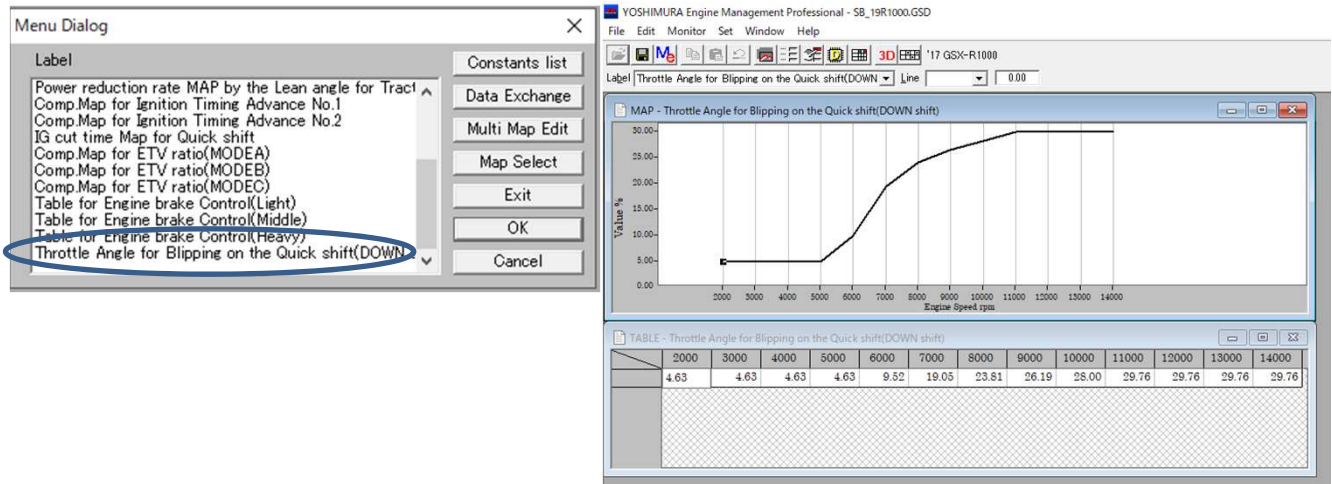 Menu Dialog
Label
Power reduction rate MAP by the Lean angle for Tract
Comp.Map for Ignition Timing Advance No.1
Comp.Map for Ignition Timing Advance No.2
IG cut time Map for Quick shift
Comp.Map for ETV ratio(MODEA)
Comp.Map for ETV ratio(MODEB)
Comp.Map for ETV ratio(MODEC)
Table for Engine brake Control(Light)
Table for Engine brake Control(Middle)
Table for Engine brake Control(Heavy)
Throttle Angle for Blipping on the Quick shift(DOWN
Constants list
Data Exchange
Multi Map Edit
Map Select
Exit
OK
Cancel
YOSHIMURA Engine Management Professional - SB_19R1000.GSD
File Edit Monitor Set Window Help
Me 3D '17 GSX-R1000
Label Throttle Angle for Blipping on the Quick shift(DOWN Line 0.00
MAP - Throttle Angle for Blipping on the Quick shift(DOWN shift)
Value %
30.00
25.00
20.00
15.00
10.00
5.00
0.00
2000 3000 4000 5000 6000 7000 8000 9000 10000 11000 12000 13000 14000
Engine Speed rpm
TABLE - Throttle Angle for Blipping on the Quick shift(DOWN shift)
2000 3000 4000 5000 6000 7000 8000 9000 10000 11000 12000 13000 14000
4.63 4.63 4.63 4.63 9.52 19.05 23.81 26.19 28.00 29.76 29.76 29.76 29.76